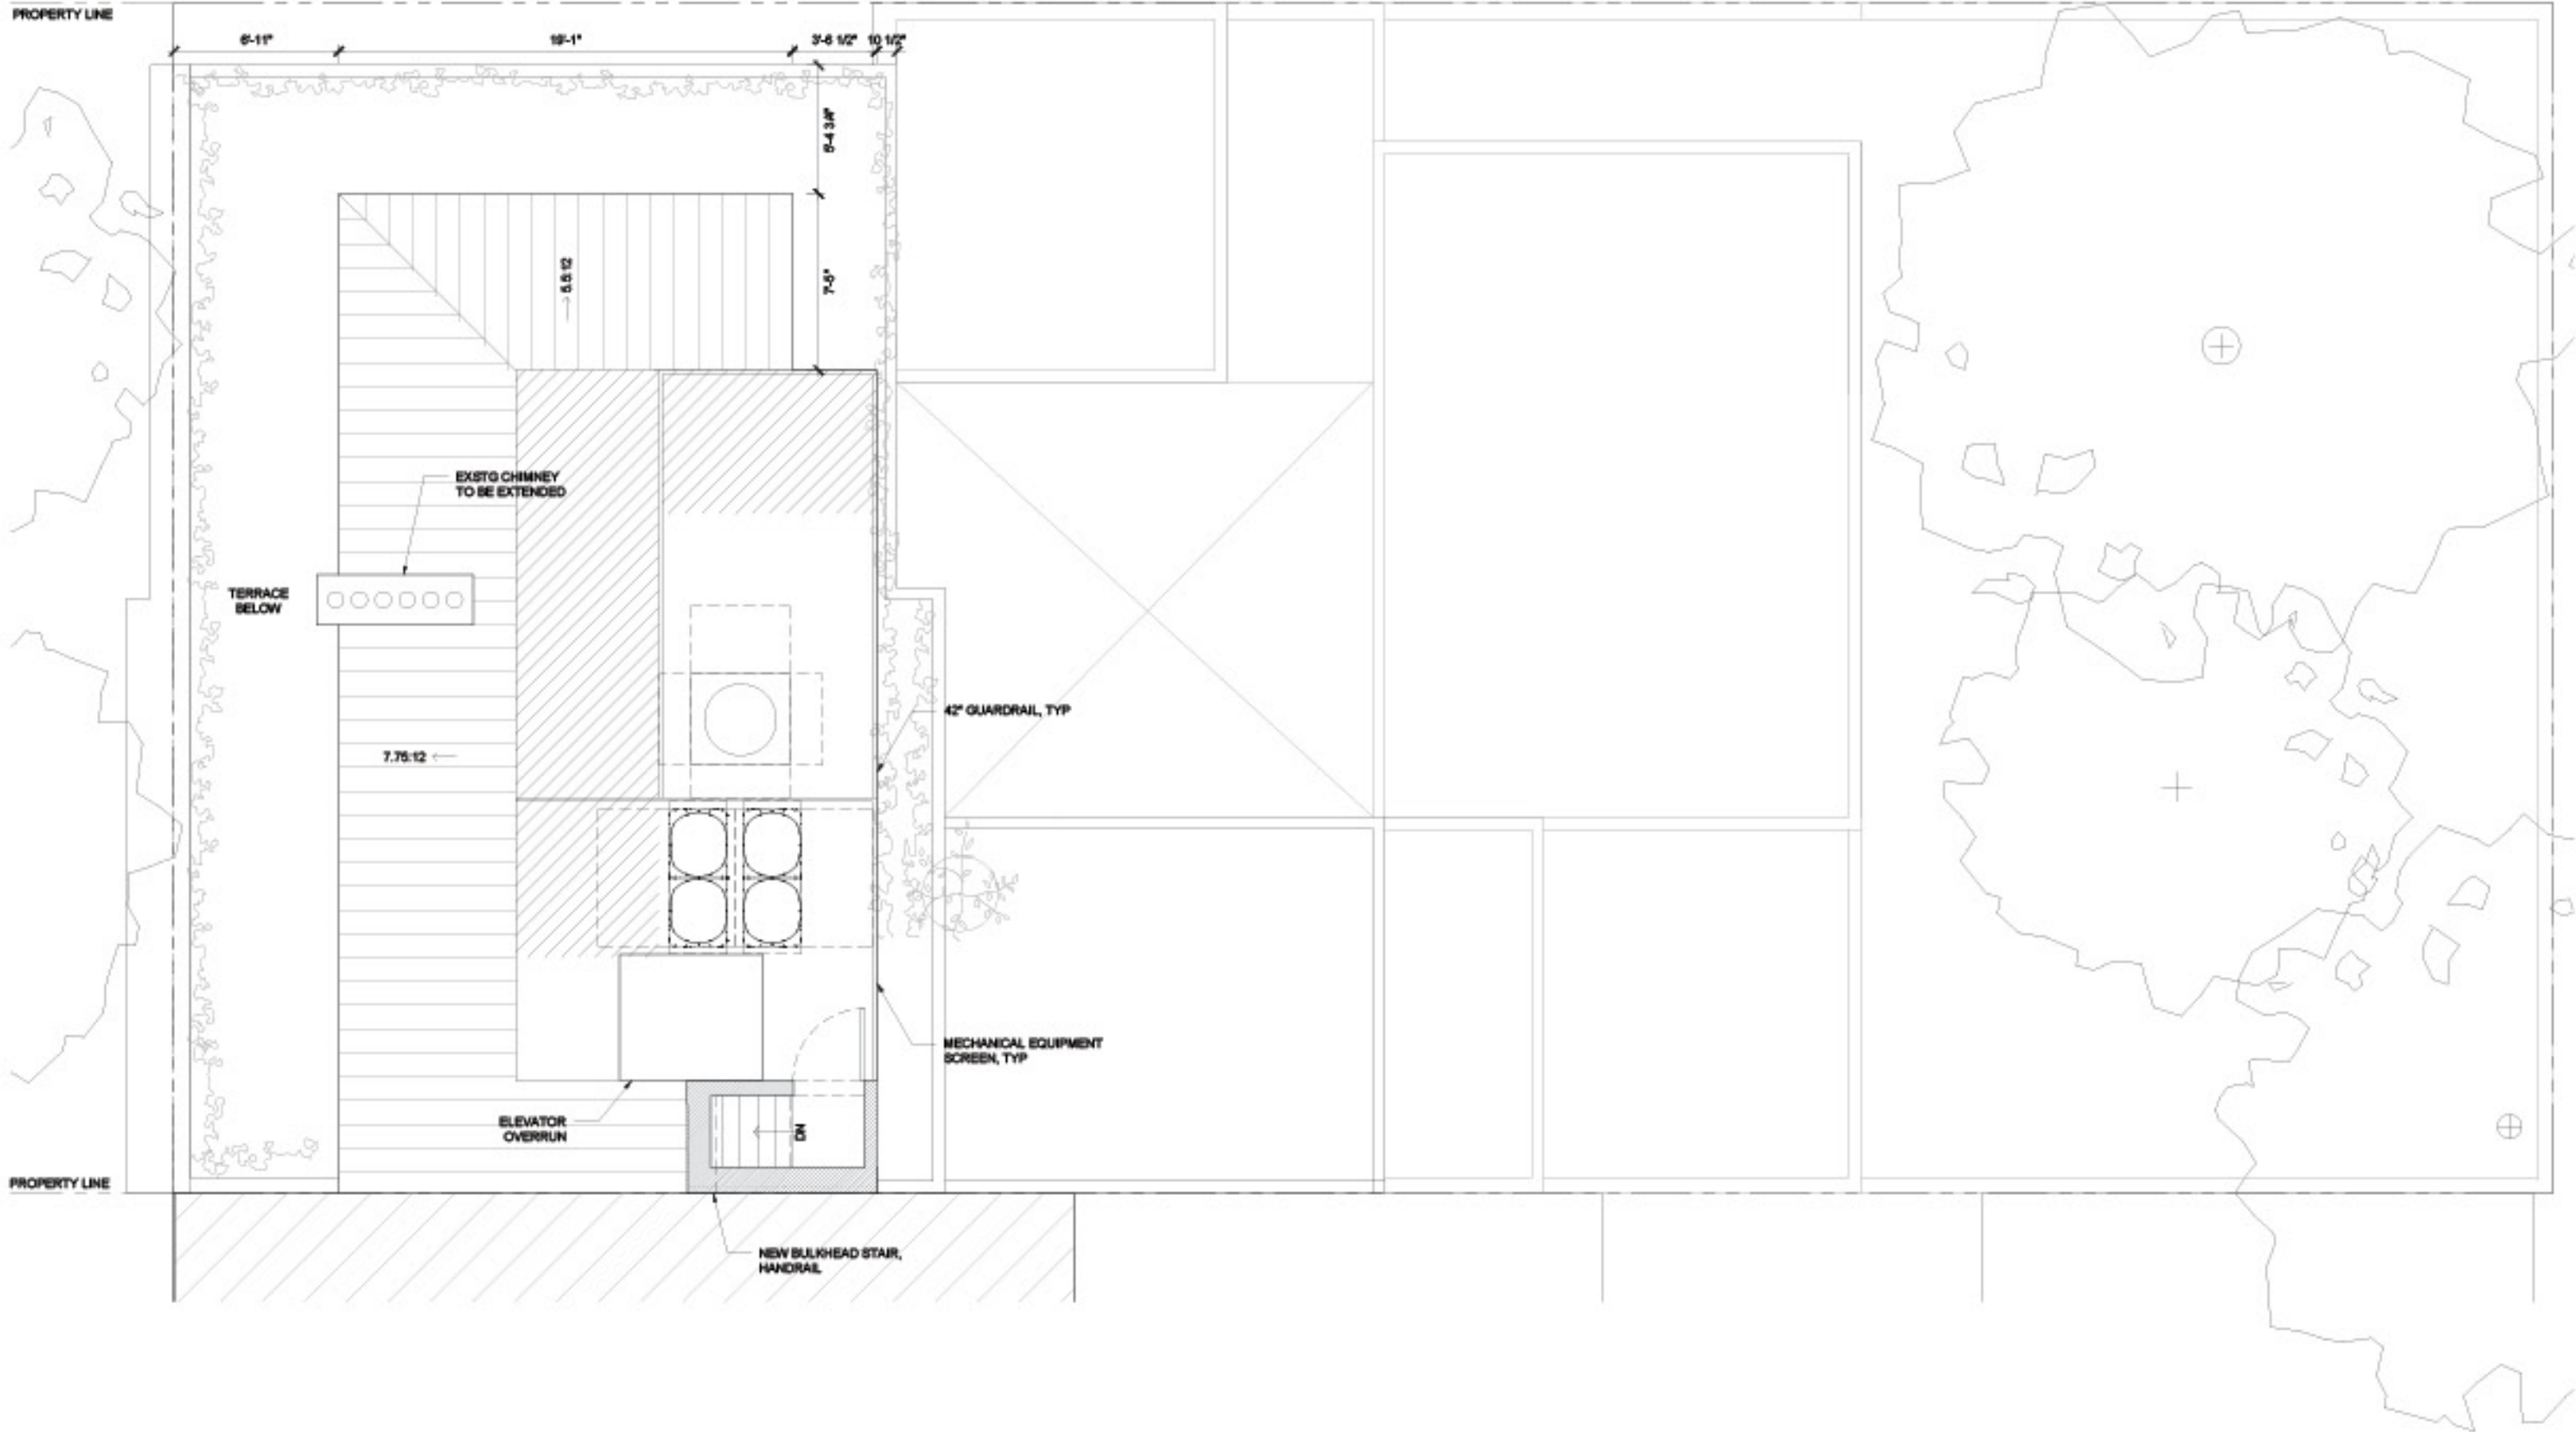 PROPERTY LINE
6'-11"
19'-1"
3'-6 1/2"
10 1/2"
5'-4 3/4"
7'-5"
5.5:12
EXSTG CHIMNEY
TO BE EXTENDED
TERRACE
BELOW
42" GUARDRAIL, TYP
7.75:12
MECHANICAL EQUIPMENT
SCREEN, TYP
ELEVATOR
OVERRUN
DN
PROPERTY LINE
NEW BULKHEAD STAIR,
HANDRAIL